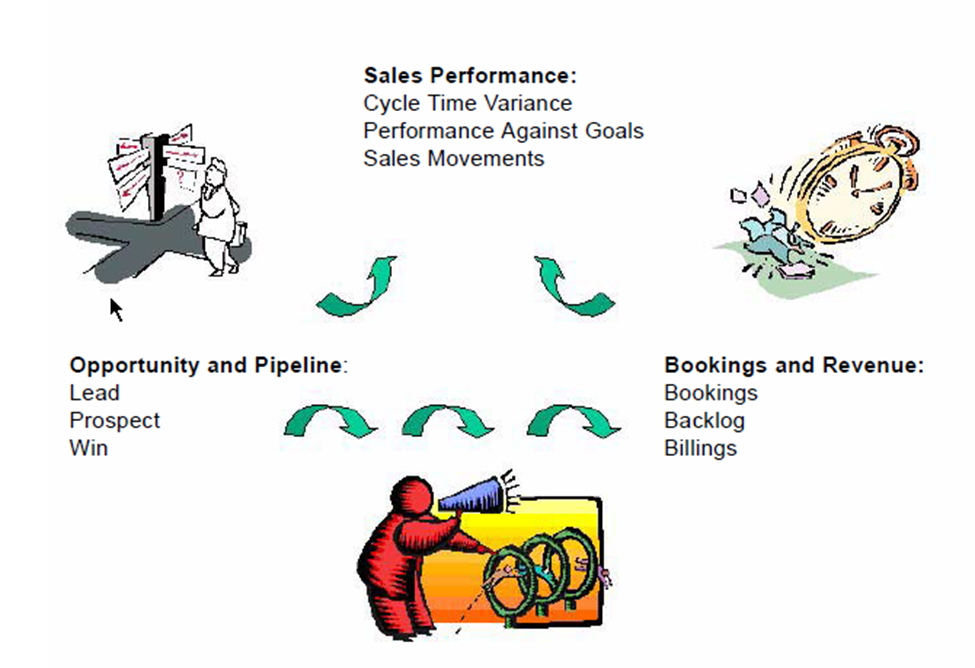 Sales Performance:
Cycle Time Variance
Performance Against Goals
Sales Movements
Opportunity and Pipeline:
Lead
Prospect
Win
Bookings and Revenue:
Bookings
Backlog
Billings